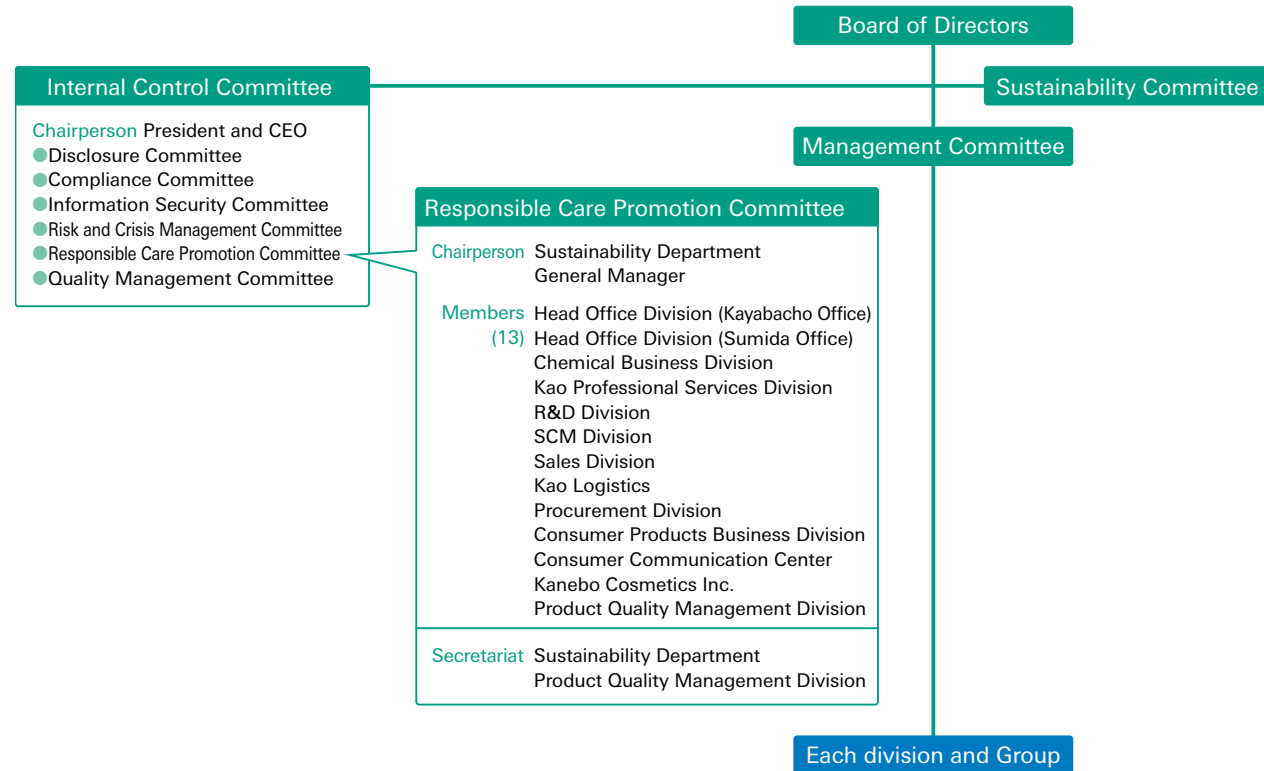 Board of Directors
Internal Control Committee
Sustainability Committee
Chairperson President and CEO
●Disclosure Committee
●Compliance Committee
●Information Security Committee
●Risk and Crisis Management Committee
●Responsible Care Promotion Committee
●Quality Management Committee
Management Committee
Responsible Care Promotion Committee
Chairperson Sustainability Department
General Manager
Members Head Office Division (Kayabacho Office)
(13) Head Office Division (Sumida Office)
Chemical Business Division
Kao Professional Services Division
R&D Division
SCM Division
Sales Division
Kao Logistics
Procurement Division
Consumer Products Business Division
Consumer Communication Center
Kanebo Cosmetics Inc.
Product Quality Management Division
Secretariat Sustainability Department
Product Quality Management Division
Each division and Group